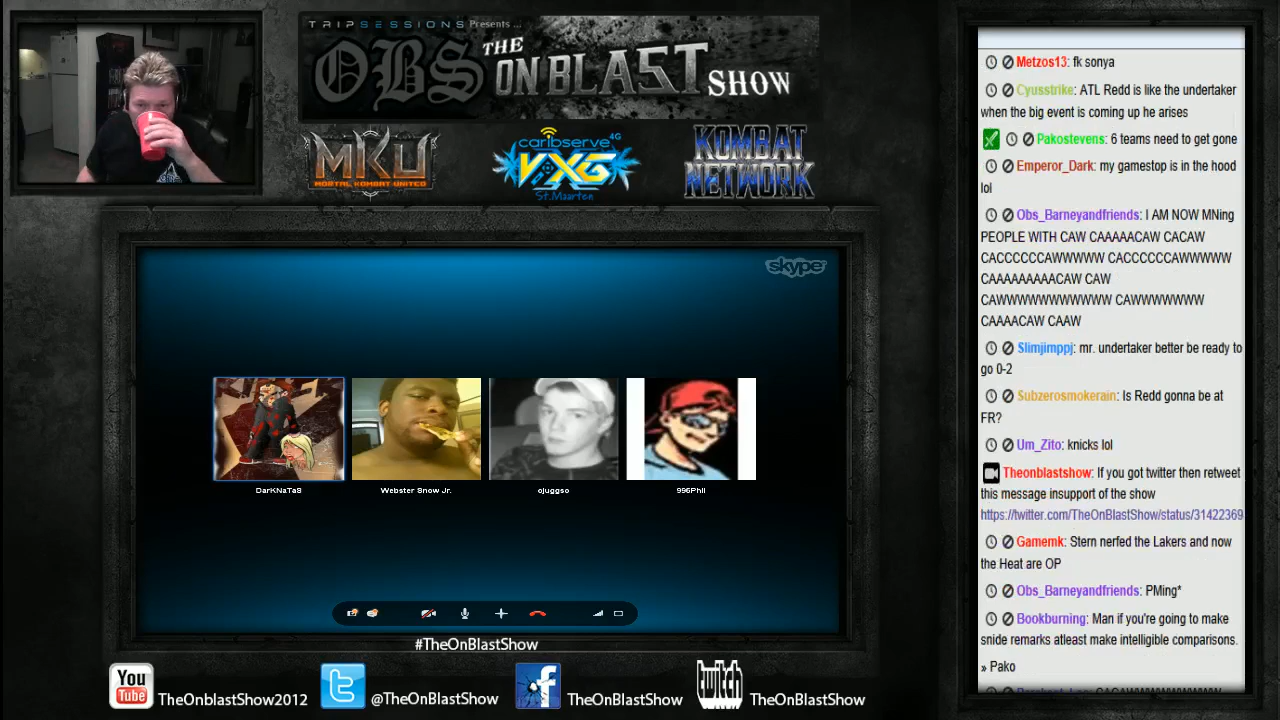 TRIPSESSIONS Presents ...
OBS THE ON BLAST SHOW
MKU
MORTAL KOMBAT UNITED
caribserve 4G
VXG
St.Maarten
KOMBAT
NETWORK
skype
DarKNaTaS
Webster Snow Jr.
ojuggso
996Phil
#TheOnBlastShow
You
Tube
TheOnblastShow2012
@TheOnBlastShow
TheOnBlastShow
twitch
TheOnBlastShow
Metzos13: fk sonya
Cyusstrike: ATL Redd is like the undertaker
when the big event is coming up he arises
Pakostevens: 6 teams need to get gone
Emperor_Dark: my gamestop is in the hood
lol
Obs_Barneyandfriends: I AM NOW MNing
PEOPLE WITH CAW CAAAAACAW CACAW
CACCCCCCAWWWWW CACCCCCCAWWWWW
CAAAAAAAAACAW CAW
CAWWWWWWWWWWWW CAWWWWWWW
CAAAACAW CAAW
Slimjimppj: mr. undertaker better be ready to
go 0-2
Subzerosmokerain: Is Redd gonna be at
FR?
Um_Zito: knicks lol
Theonblastshow: If you got twitter then retweet
this message insupport of the show
https://twitter.com/TheOnBlastShow/status/31422369
Gamemk: Stern nerfed the Lakers and now
the Heat are OP
Obs_Barneyandfriends: PMing*
Bookburning: Man if you're going to make
snide remarks atleast make intelligible comparisons.
» Pako